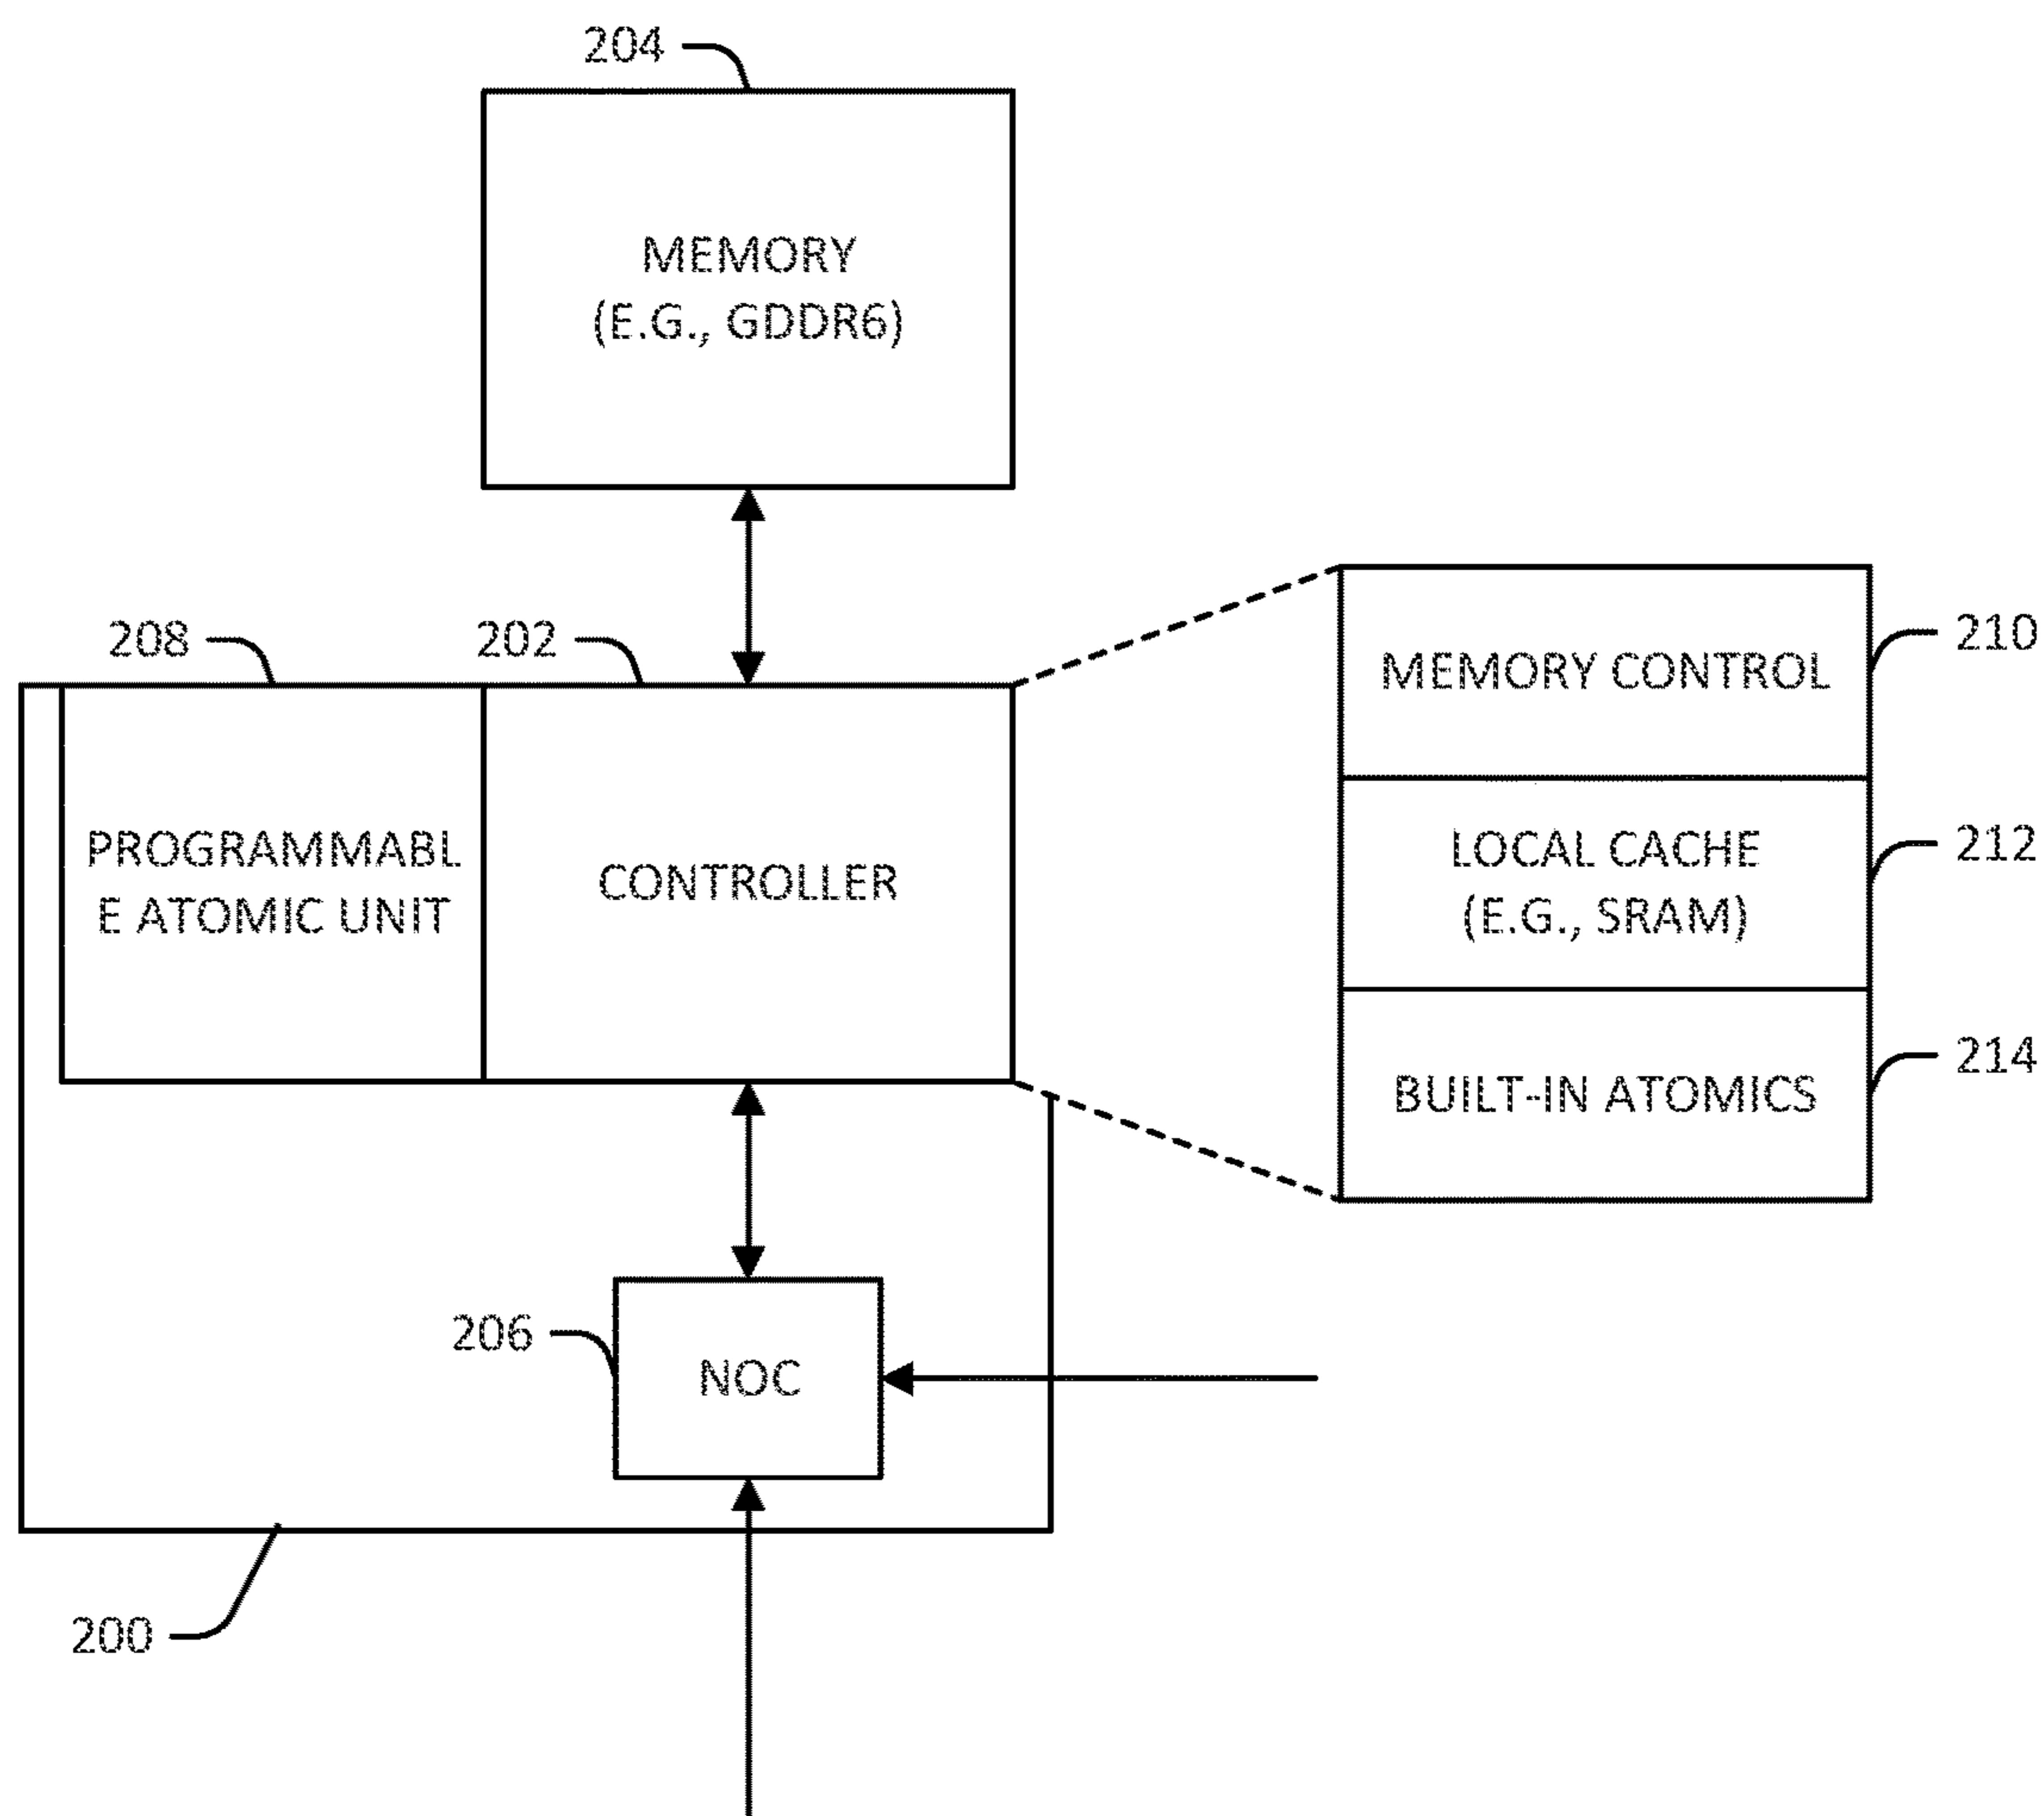 204
MEMORY
(E.G., GDDR6)
208
202
210
MEMORY CONTROL
PROGRAMMABL
E ATOMIC UNIT
CONTROLLER
LOCAL CACHE
(E.G., SRAM)
212
BUILT-IN ATOMICS
214
206
NOC
200